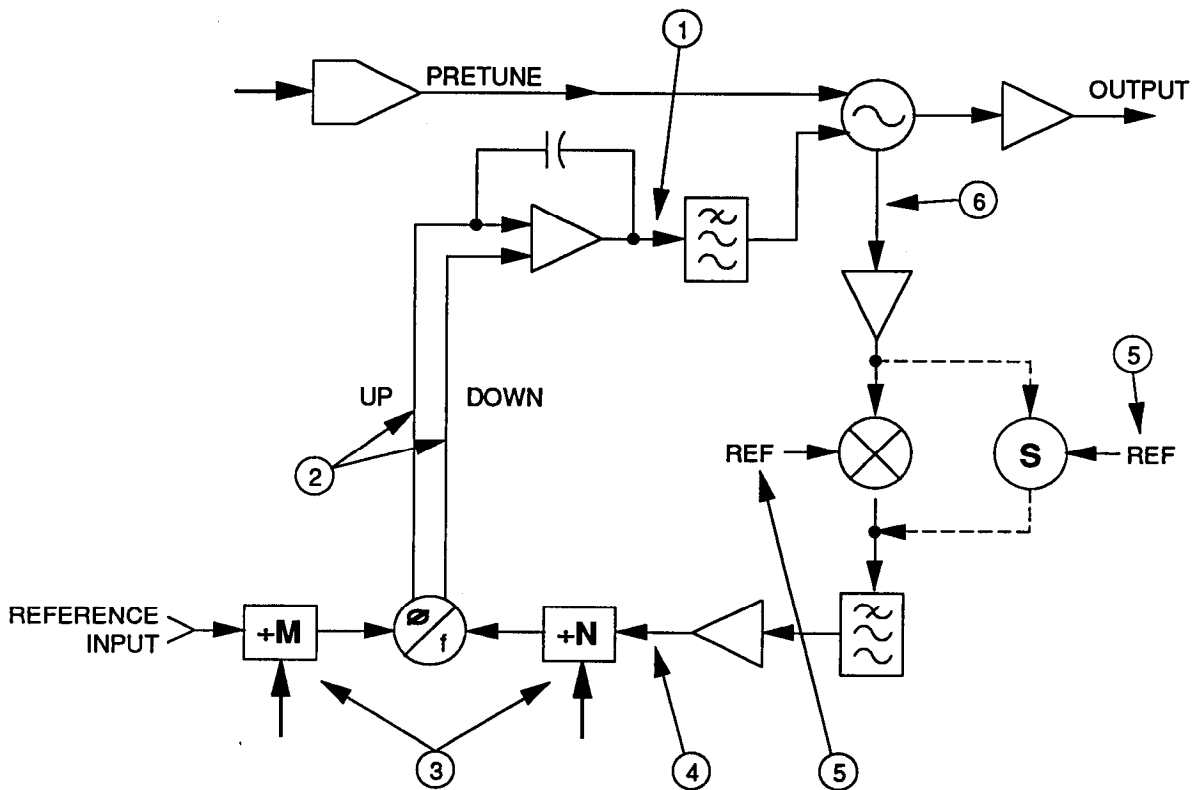 1
PRETUNE
OUTPUT
6
5
UP
DOWN
2
REF
S
REF
REFERENCE
INPUT
÷M
ø
f
÷N
3
4
5